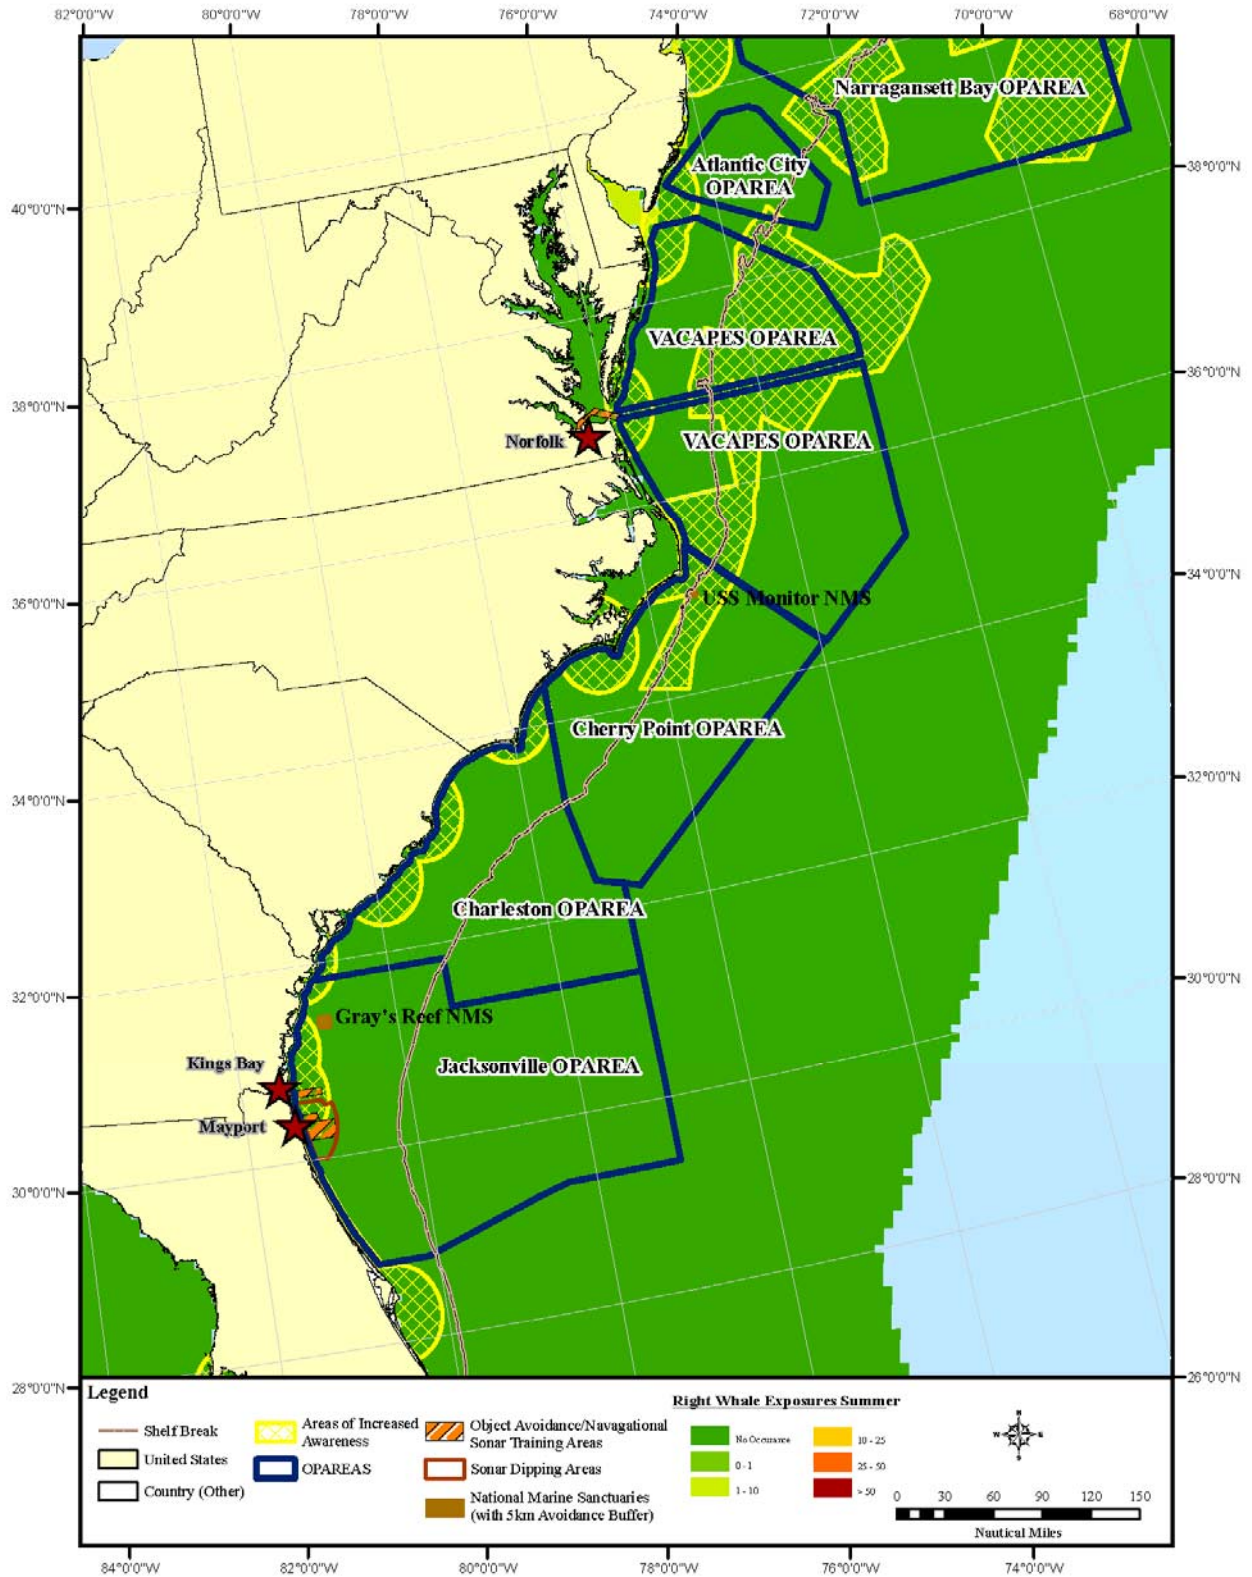 82°0'0"W 80°0'0"W 78°0'0"W 76°0'0"W 74°0'0"W 72°0'0"W 70°0'0"W 68°0'0"W
Narragansett Bay OPAREA
Atlantic City
OPAREA
38°0'0"N
40°0'0"N
VACAPES OPAREA
36°0'0"N
38°0'0"N
Norfolk
VACAPES OPAREA
34°0'0"N
36°0'0"N
USS Monitor NMS
Cherry Point OPAREA
32°0'0"N
34°0'0"N
Charleston OPAREA
30°0'0"N
32°0'0"N
Gray's Reef NMS
Kings Bay
Jacksonville OPAREA
Mayport
28°0'0"N
30°0'0"N
26°0'0"N
28°0'0"N
Legend
Shelf Break
United States
Country (Other)
Areas of Increased
Awareness
OPAREAS
Object Avoidance/Navagational
Sonar Training Areas
Sonar Dipping Areas
National Marine Sanctuaries
(with 5km Avoidance Buffer)
Right Whale Exposures Summer
No Occurance
0 - 1
1 - 10
10 - 25
25 - 50
> 50
N
W E
S
0 30 60 90 120 150
Nautical Miles
84°0'0"W 82°0'0"W 80°0'0"W 78°0'0"W 76°0'0"W 74°0'0"W